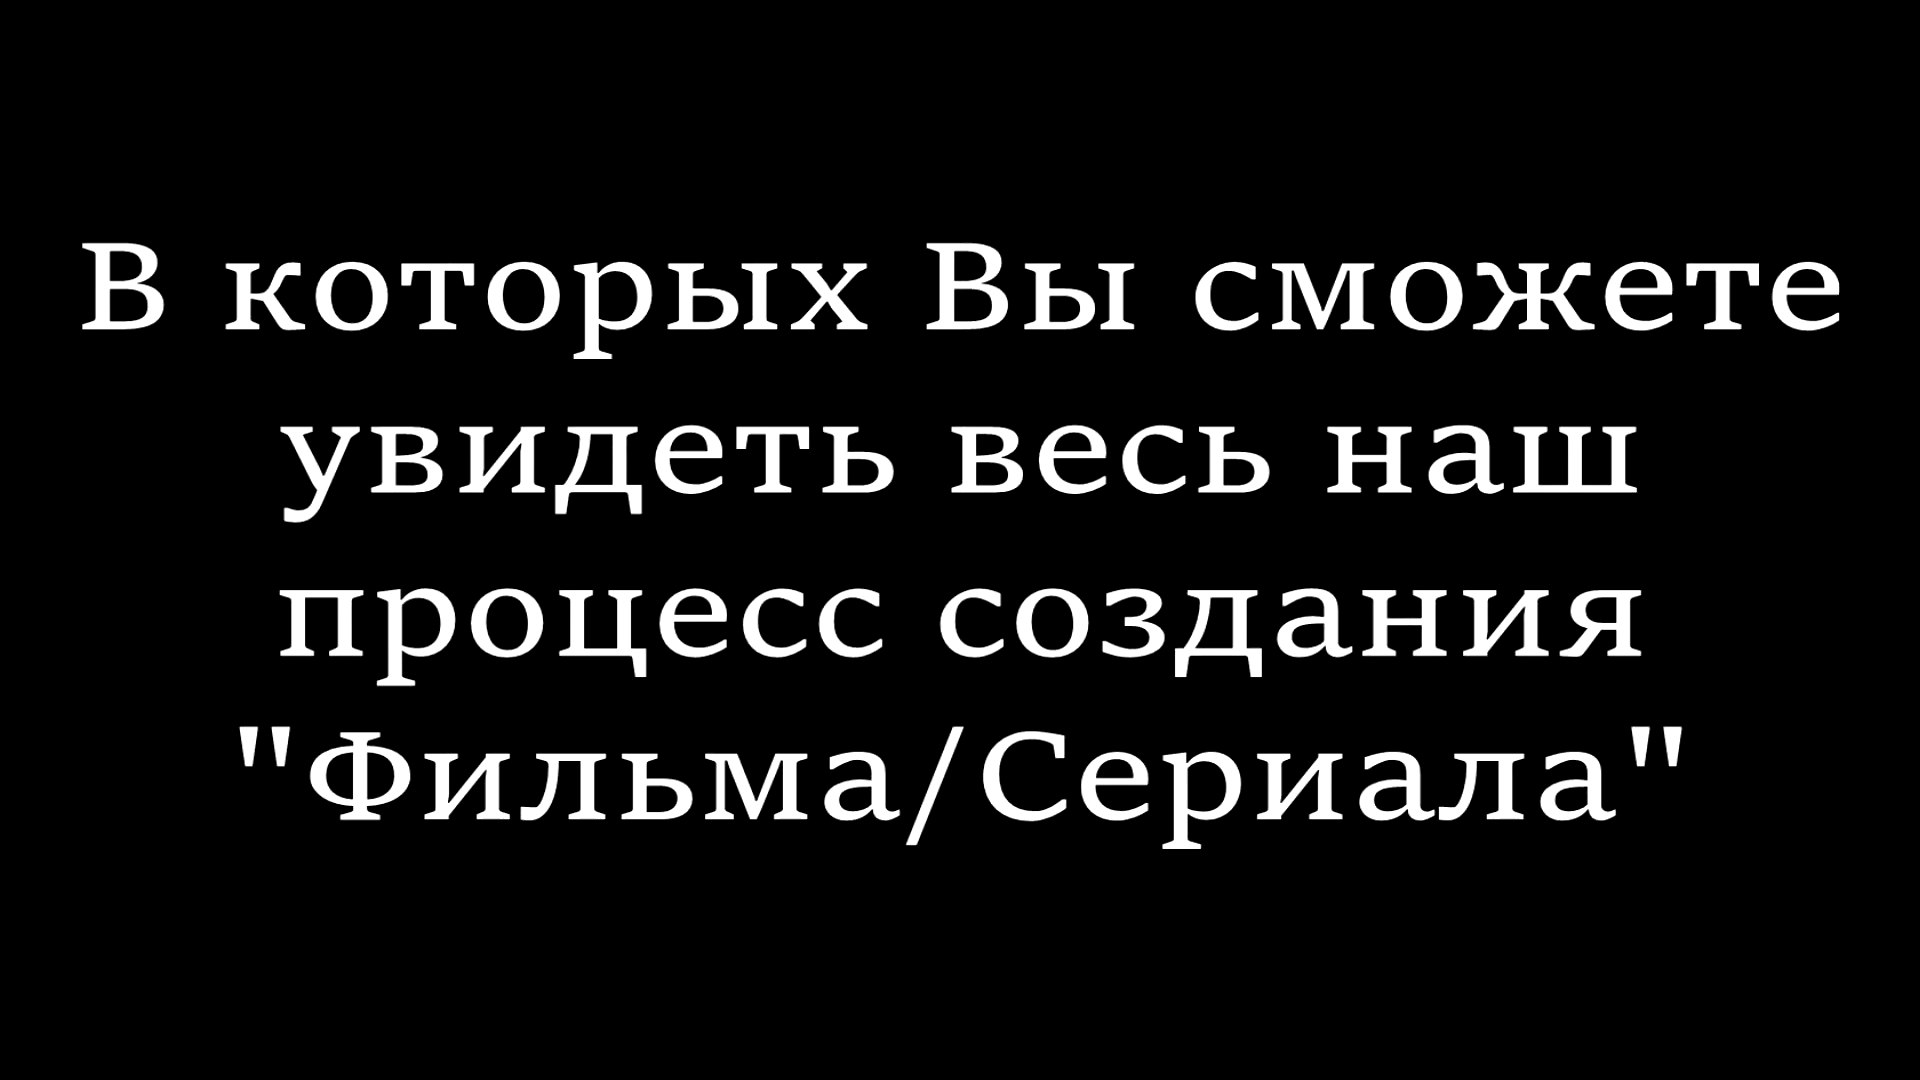 В которых Вы сможете
увидеть весь наш
процесс создания
"Фильма/Сериала"